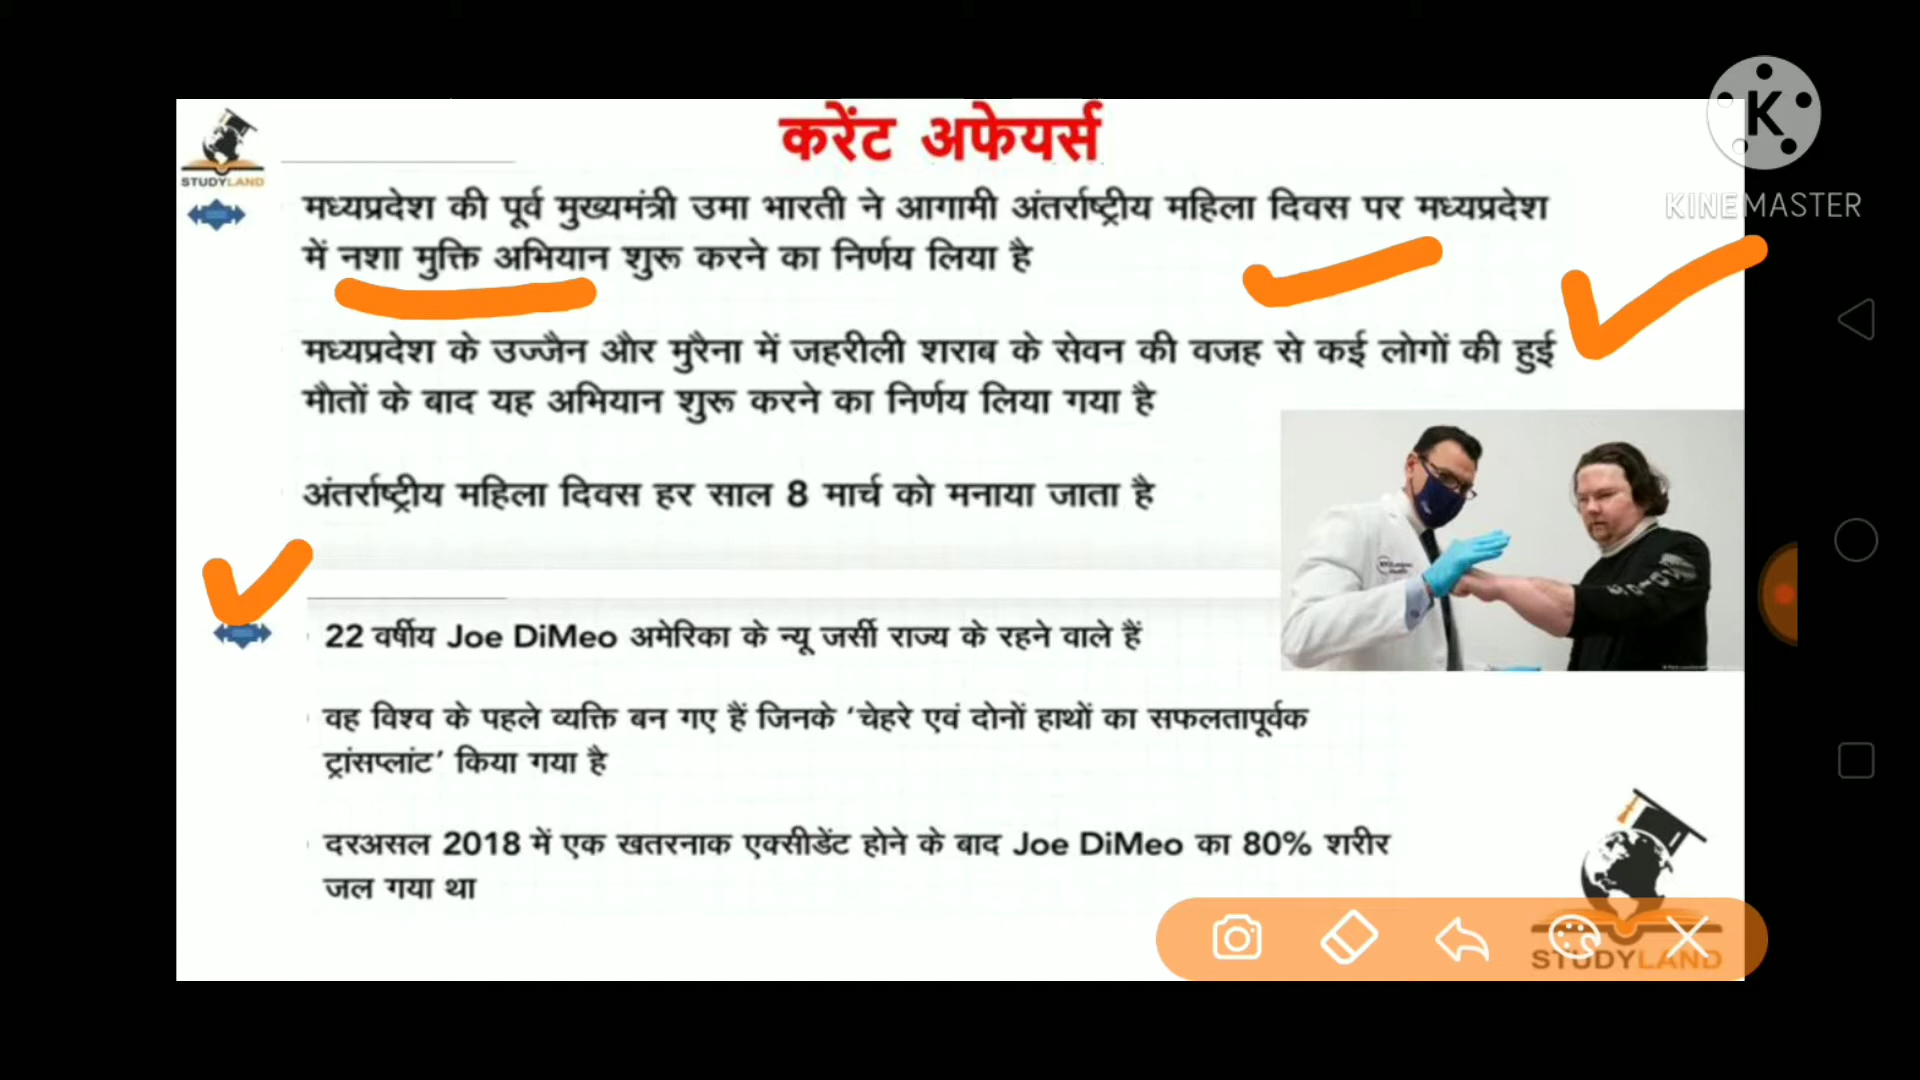 करेंट अफेयर्स
STUDYLAND
KINEMASTER
मध्यप्रदेश की पूर्व मुख्यमंत्री उमा भारती ने आगामी अंतर्राष्ट्रीय महिला दिवस पर मध्यप्रदेश
में नशा मुक्ति अभियान शुरू करने का निर्णय लिया है
मध्यप्रदेश के उज्जैन और मुरैना में जहरीली शराब के सेवन की वजह से कई लोगों की हुई
मौतों के बाद यह अभियान शुरू करने का निर्णय लिया गया है
अंतर्राष्ट्रीय महिला दिवस हर साल 8 मार्च को मनाया जाता है
22 वर्षीय Joe DiMeo अमेरिका के न्यू जर्सी राज्य के रहने वाले हैं
वह विश्व के पहले व्यक्ति बन गए हैं जिनके 'चेहरे एवं दोनों हाथों का सफलतापूर्वक
ट्रांसप्लांट' किया गया है
दरअसल 2018 में एक खतरनाक एक्सीडेंट होने के बाद Joe DiMeo का 80% शरीर
जल गया था
STUDYLAND